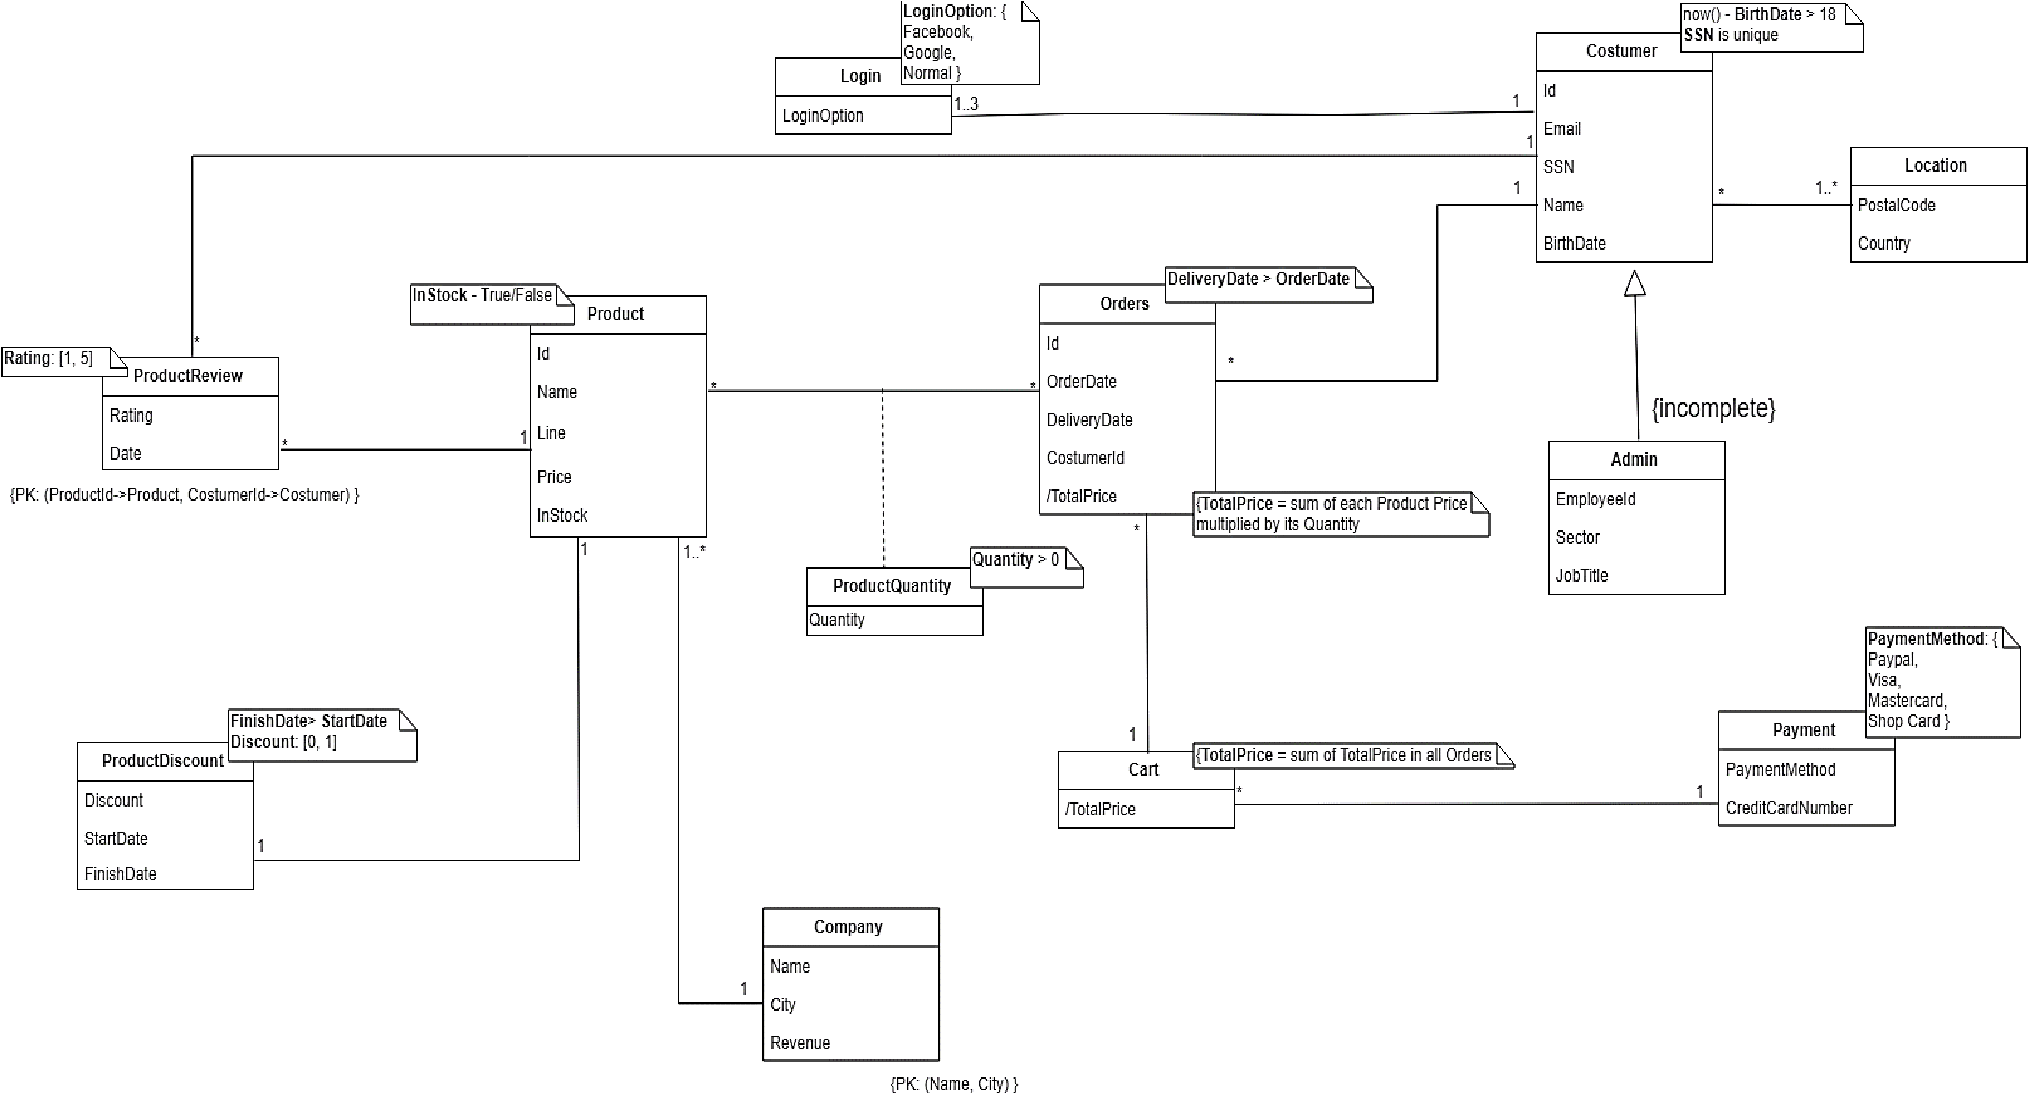 LoginOption: {
Facebook,
Google,
Normal }
Login
LoginOption
1..3
1
now() - BirthDate > 18
SSN is unique
Costumer
Id
Email
SSN
Name
BirthDate
1
1
*
1..*
Location
PostalCode
Country
InStock - True/False
Product
Id
Name
Line
Price
InStock
DeliveryDate > OrderDate
Orders
Id
OrderDate
DeliveryDate
CostumerId
/TotalPrice
*
{TotalPrice = sum of each Product Price
multiplied by its Quantity
*
Rating: [1, 5]
ProductReview
Rating
Date
*
1
{PK: (ProductId->Product, CostumerId->Costumer) }
*
*
{incomplete}
Admin
EmployeeId
Sector
JobTitle
1
1..*
Quantity > 0
ProductQuantity
Quantity
*
1
PaymentMethod: {
Paypal,
Visa,
Mastercard,
Shop Card }
Payment
PaymentMethod
CreditCardNumber
FinishDate> StartDate
Discount: [0, 1]
ProductDiscount
Discount
StartDate
FinishDate
1
{TotalPrice = sum of TotalPrice in all Orders
Cart
/TotalPrice
*
1
Company
Name
City
Revenue
1
{PK: (Name, City) }